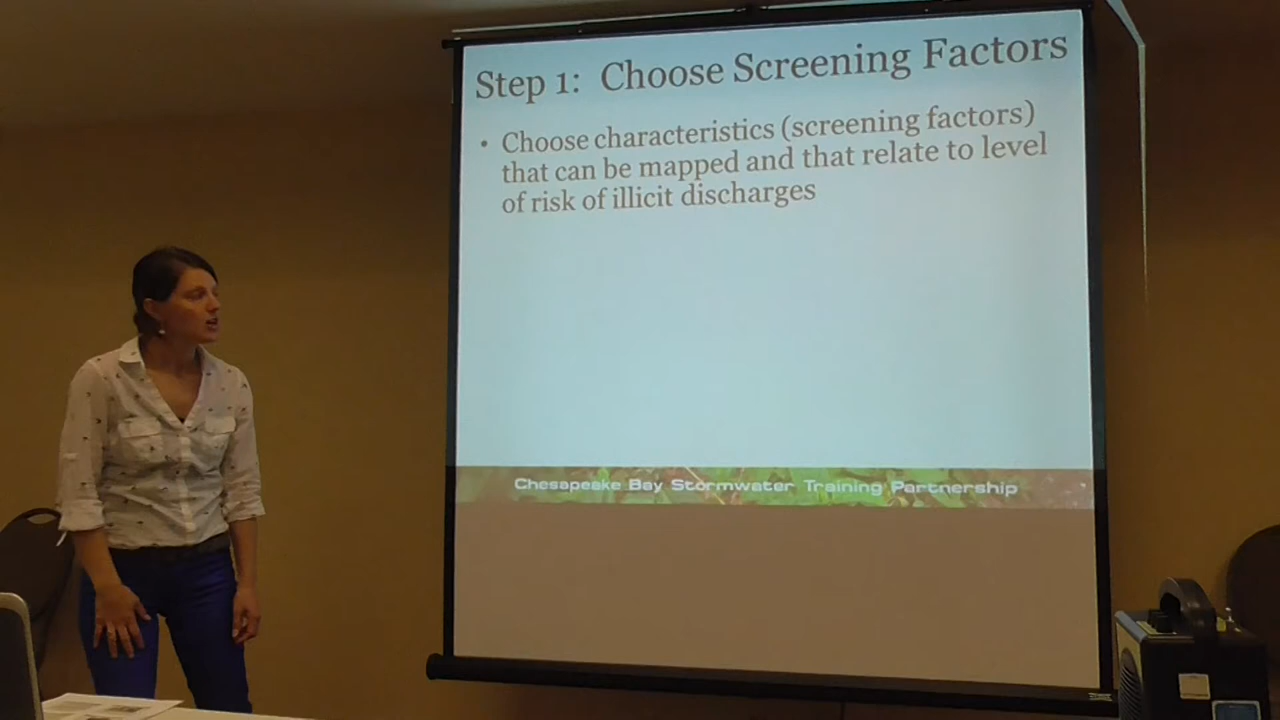 Step 1: Choose Screening Factors
• Choose characteristics (screening factors)
that can be mapped and that relate to level
of risk of illicit discharges
Chesapeake Bay Stormwater Training Partnership